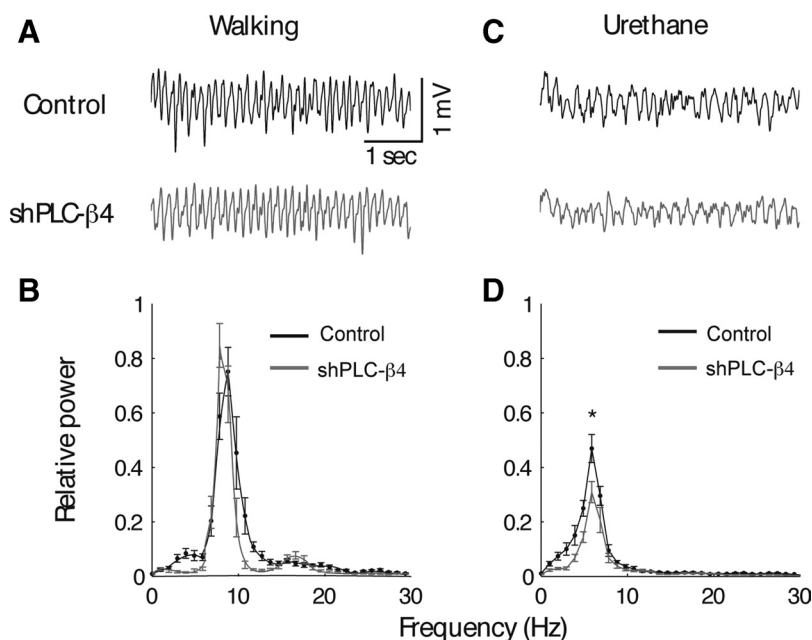 A Walking
C Urethane
Control
1 mV
1 sec
shPLC-β4
B
1
0.8
0.6
0.4
0.2
0
Control
shPLC-β4
Relative power
0 10 20 30
D
1
0.8
0.6
0.4
0.2
0
Control
shPLC-β4
*
0 10 20 30
Frequency (Hz)